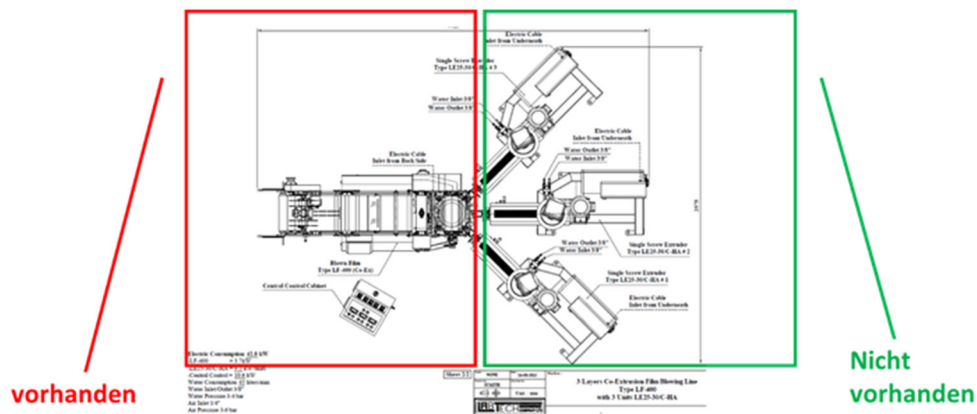 Electric Cable
Inlet from Underneath
Single Screw Extruder
Type LE25-30/C-HA # 3
Water Inlet 3/8"
Water Outlet 3/8"
Electric Cable
Inlet from Underneath
Water Outlet 3/8"
Water Inlet 3/8"
Electric Cable
Inlet from Back Side
Single Screw Extruder
Type LE25-30/C-HA # 2
Water Outlet 3/8"
Water Inlet 3/8"
Blown Film
Type LF-400 (Co-Ex)
Single Screw Extruder
Type LE25-30/C-HA # 1
Control Control Cabinet
Electric Cable
Inlet from Underneath
vorhanden
Nicht
vorhanden
Electric Consumption
Water Inlet/Outlet 3/8"
Air Inlet 1/4"
3 Layers Co-Extrusion Film Blowing Line
Type LF-400
with 3 Units LE25-30/C-HA